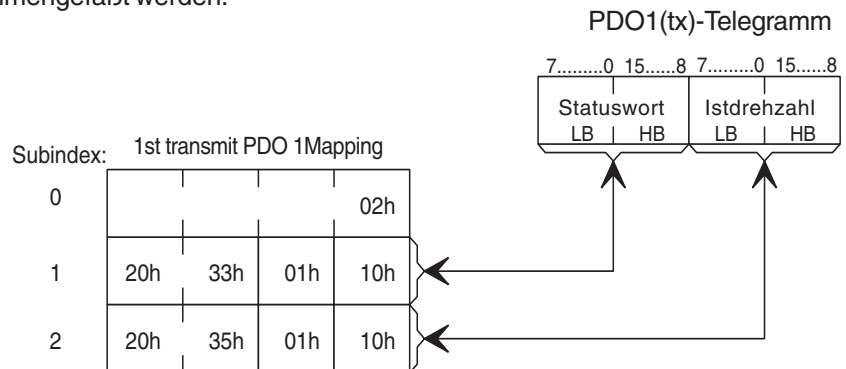 werden.
PDO1(tx)-Telegramm
7.........0 15......8 7.........0 15......8
Statuswort Istdrehzahl
LB HB LB HB
Subindex: 1st transmit PDO 1Mapping
0 02h
1 20h 33h 01h 10h
2 20h 35h 01h 10h